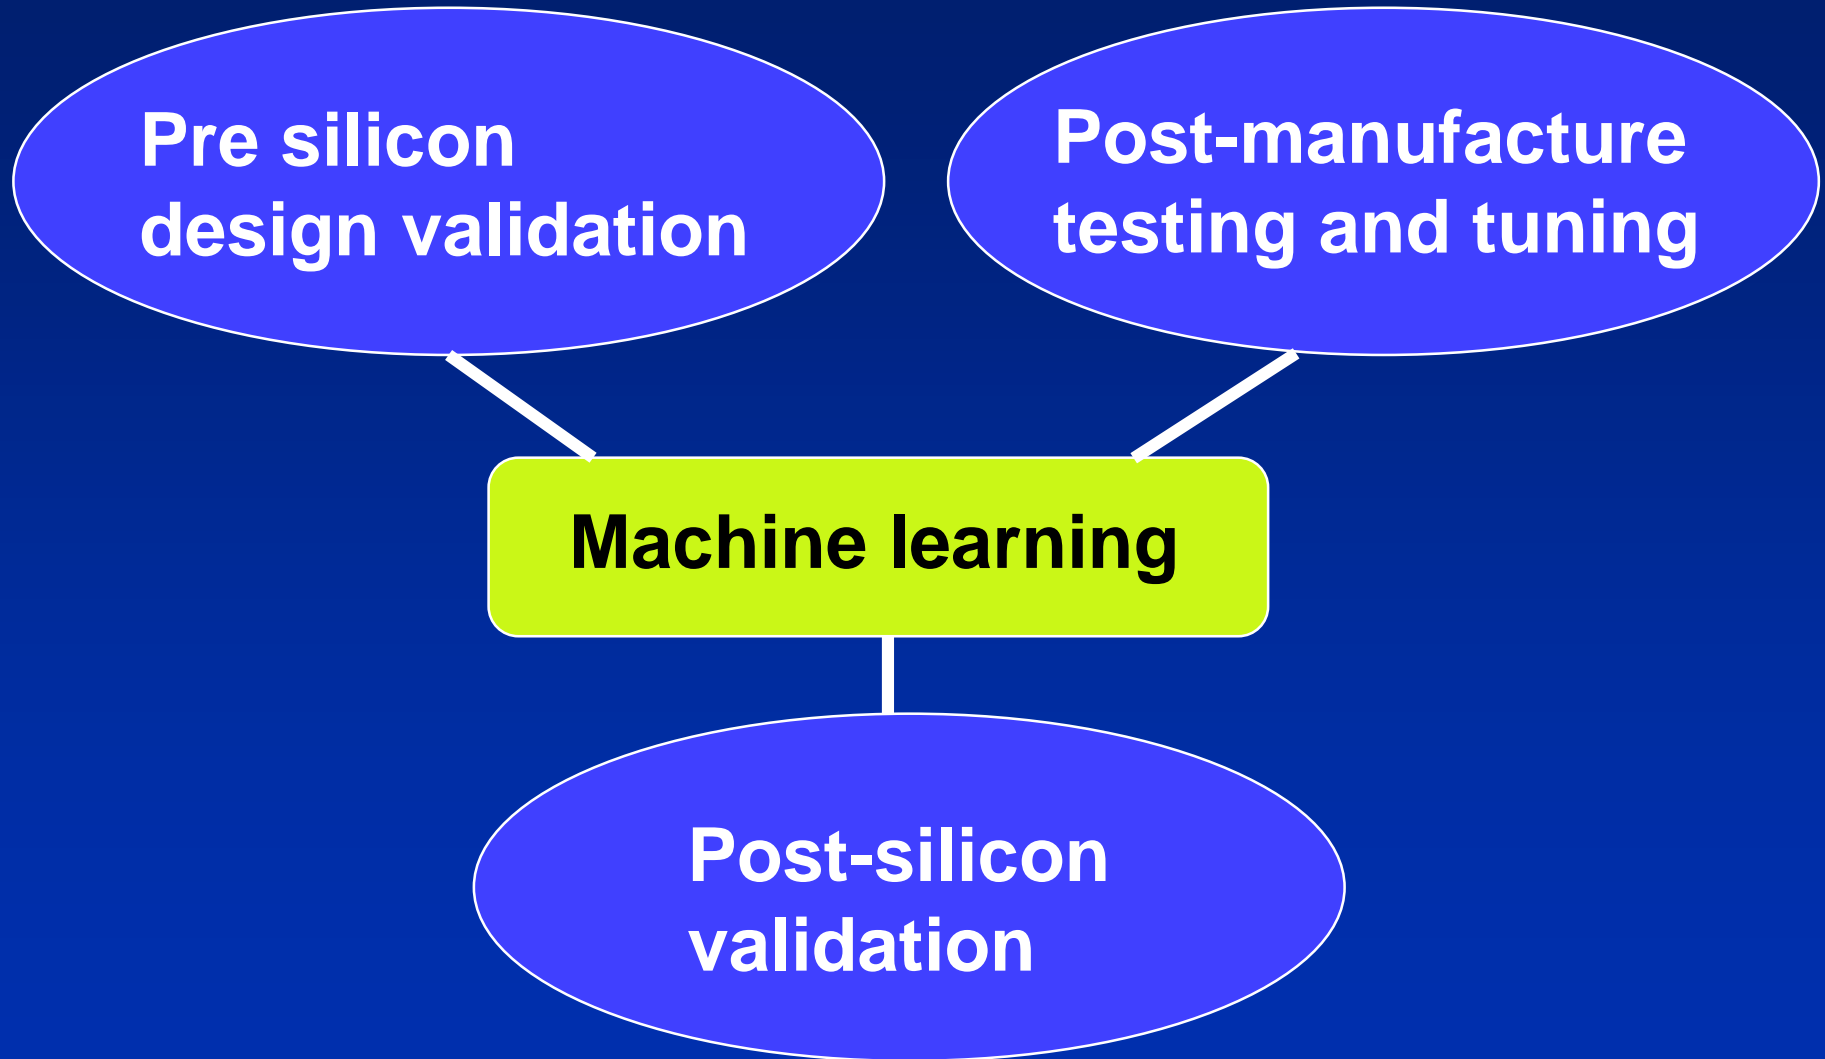 Pre silicon
design validation
Post-manufacture
testing and tuning
Machine learning
Post-silicon
validation